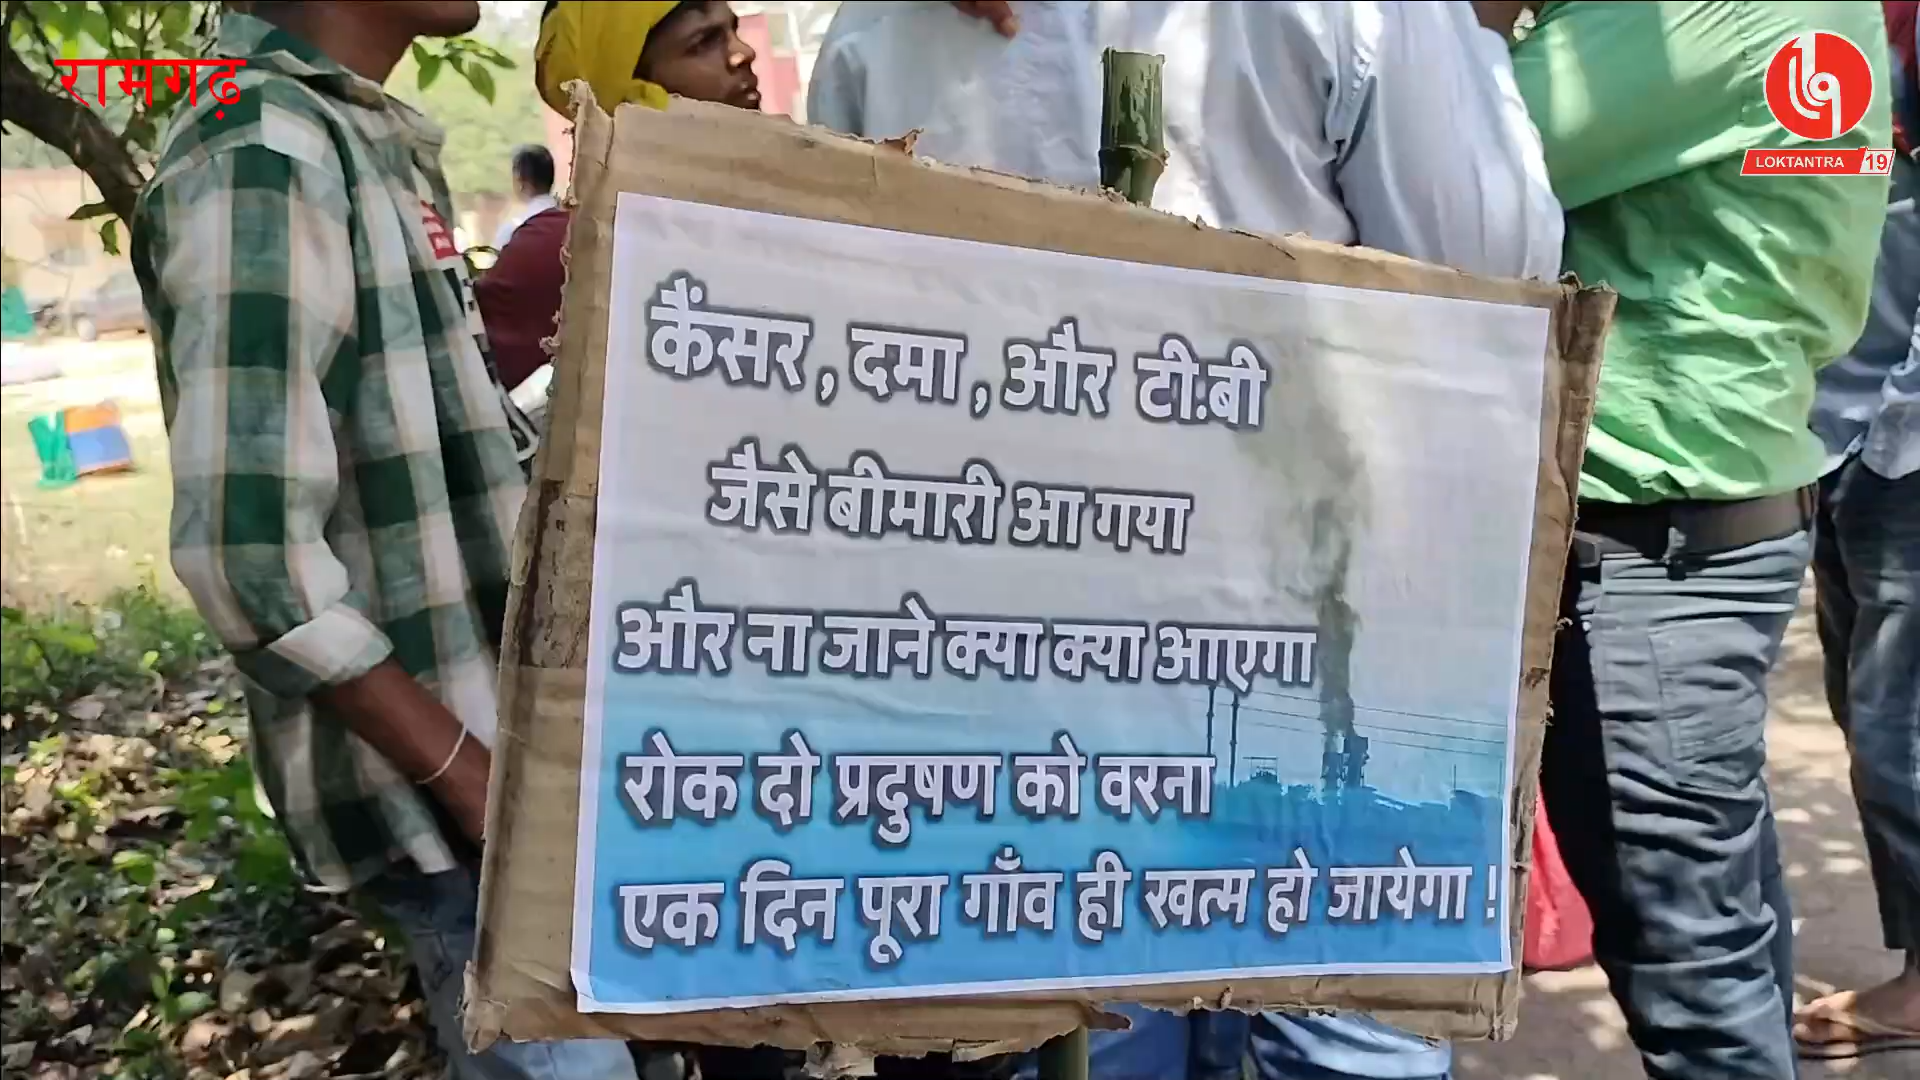 रामगढ़
LOKTANTRA 19
कैंसर, दमा, और टी:बी
जैसे बीमारी आ गया
और ना जाने क्या क्या आएगा
रोक दो प्रदुषण को वरना
एक दिन पूरा गाँव ही खत्म हो जायेगा !